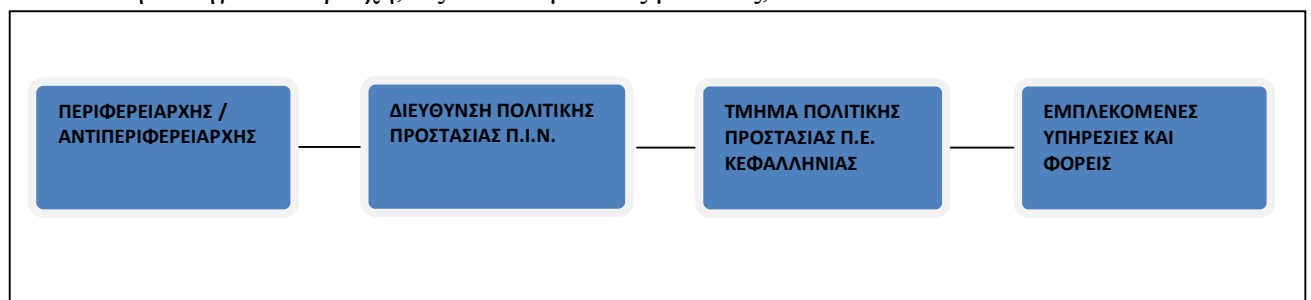 ΠΕΡΙΦΕΡΕΙΑΡΧΗΣ /
ΑΝΤΙΠΕΡΙΦΕΡΕΙΑΡΧΗΣ
ΔΙΕΥΘΥΝΣΗ ΠΟΛΙΤΙΚΗΣ
ΠΡΟΣΤΑΣΙΑΣ Π.Ι.Ν.
ΤΜΗΜΑ ΠΟΛΙΤΙΚΗΣ
ΠΡΟΣΤΑΣΙΑΣ Π.Ε.
ΚΕΦΑΛΛΗΝΙΑΣ
ΕΜΠΛΕΚΟΜΕΝΕΣ
ΥΠΗΡΕΣΙΕΣ ΚΑΙ
ΦΟΡΕΙΣ